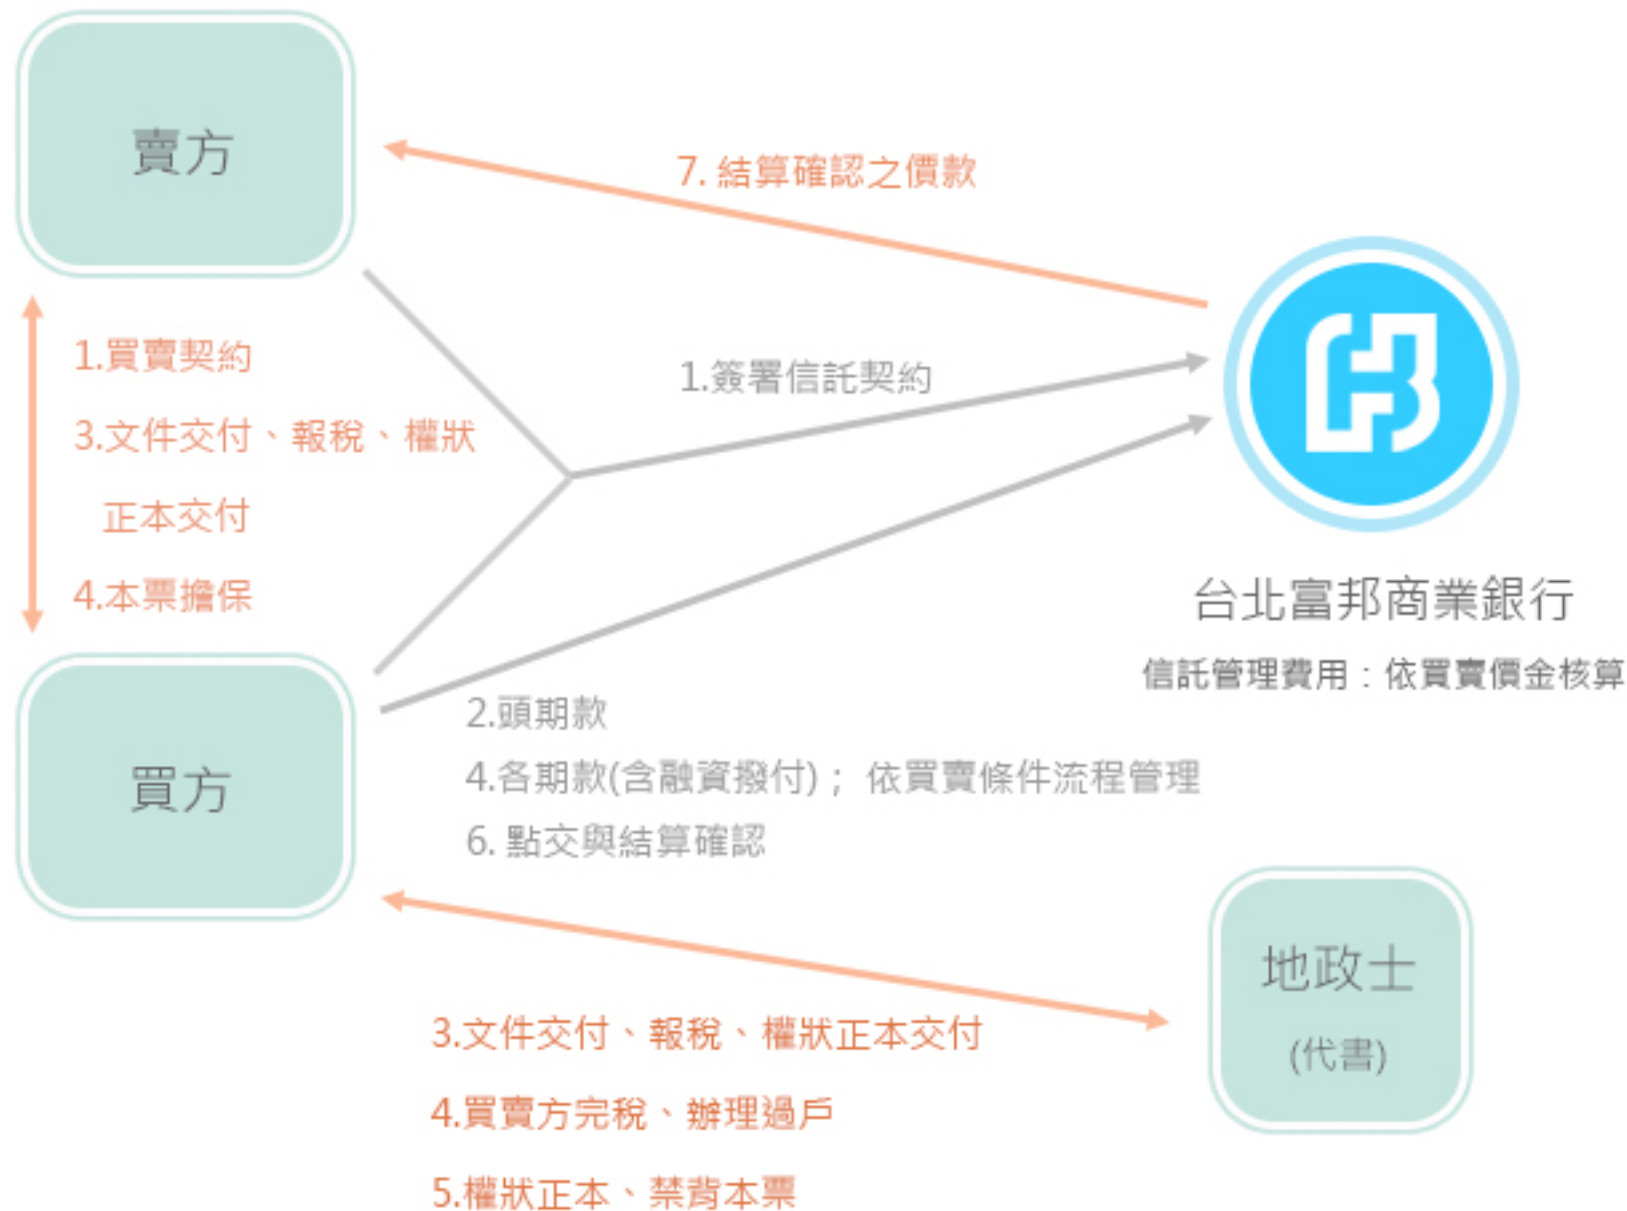 賣方
7. 結算確認之價款
1.買賣契約
1.簽署信託契約
3.文件交付、報稅、權狀
正本交付
4.本票擔保
台北富邦商業銀行
信託管理費用：依買賣價金核算
買方
2.頭期款
4.各期款(含融資撥付)； 依買賣條件流程管理
6. 點交與結算確認
地政士
(代書)
3.文件交付、報稅、權狀正本交付
4.買賣方完稅、辦理過戶
5.權狀正本、禁背本票